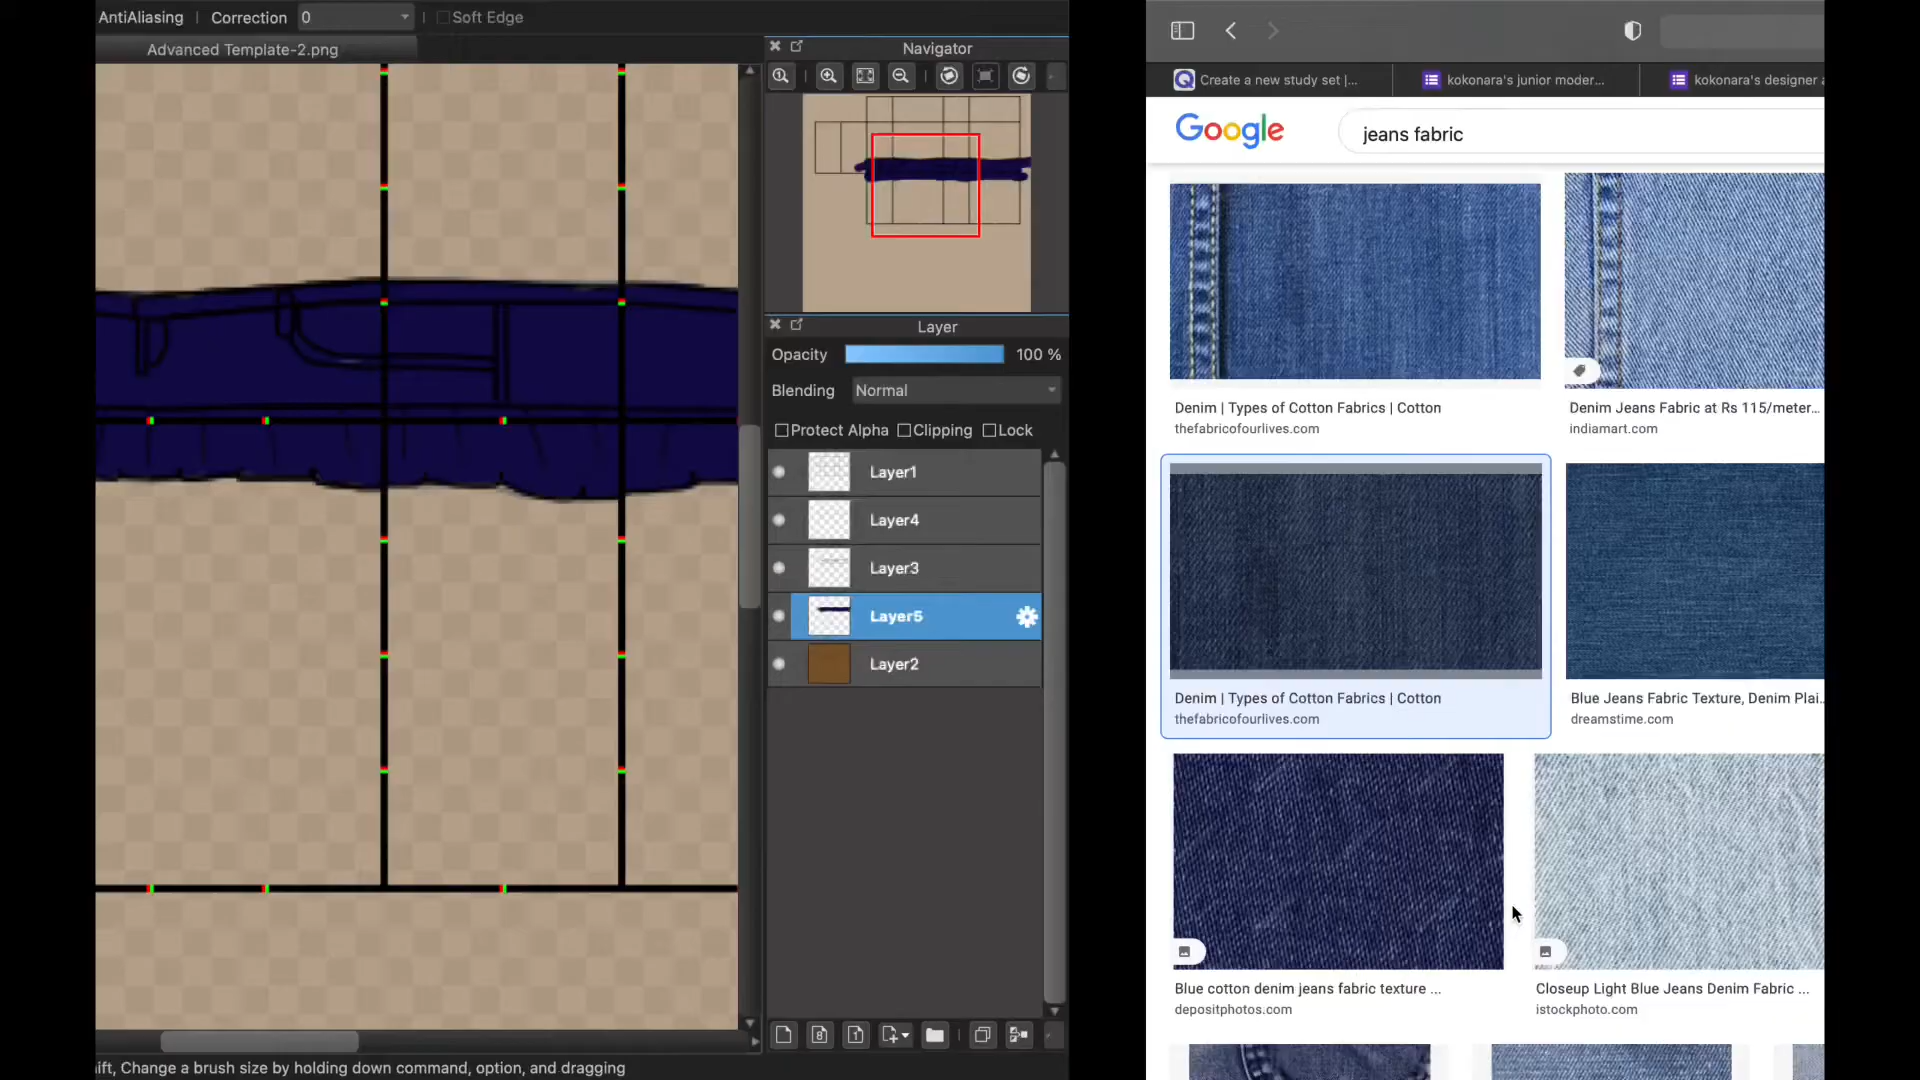 AntiAliasing
Correction 0
Soft Edge
Advanced Template-2.png
Navigator
Layer
Opacity 100 %
Blending Normal
Protect Alpha Clipping Lock
Layer1
Layer4
Layer3
Layer5
Layer2
ift, Change a brush size by holding down command, option, and dragging
Create a new study set |...
kokonara's junior moder...
kokonara's designer a
Google
jeans fabric
Denim | Types of Cotton Fabrics | Cotton
thefabricofourlives.com
Denim Jeans Fabric at Rs 115/meter...
indiamart.com
Denim | Types of Cotton Fabrics | Cotton
thefabricofourlives.com
Blue Jeans Fabric Texture, Denim Plai..
dreamstime.com
Blue cotton denim jeans fabric texture ...
depositphotos.com
Closeup Light Blue Jeans Denim Fabric ...
istockphoto.com